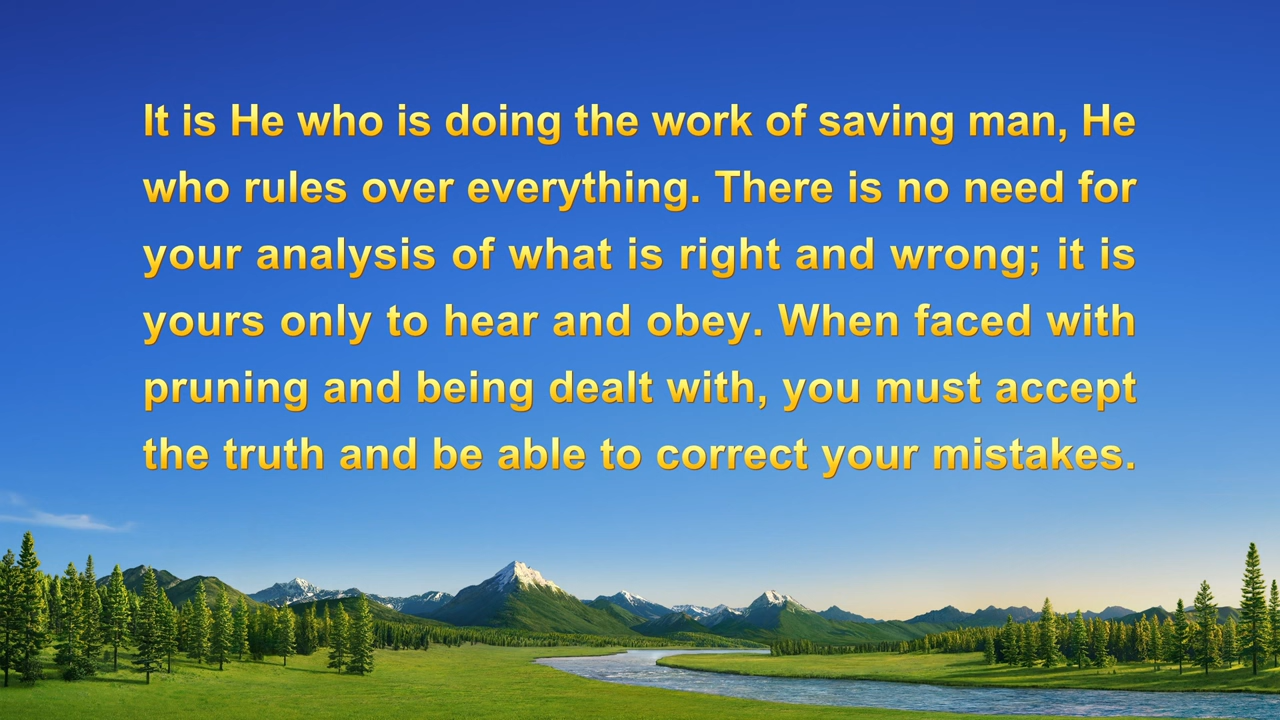 It is He who is doing the work of saving man, He
who rules over everything. There is no need for
your analysis of what is right and wrong; it is
yours only to hear and obey. When faced with
pruning and being dealt with, you must accept
the truth and be able to correct your mistakes.